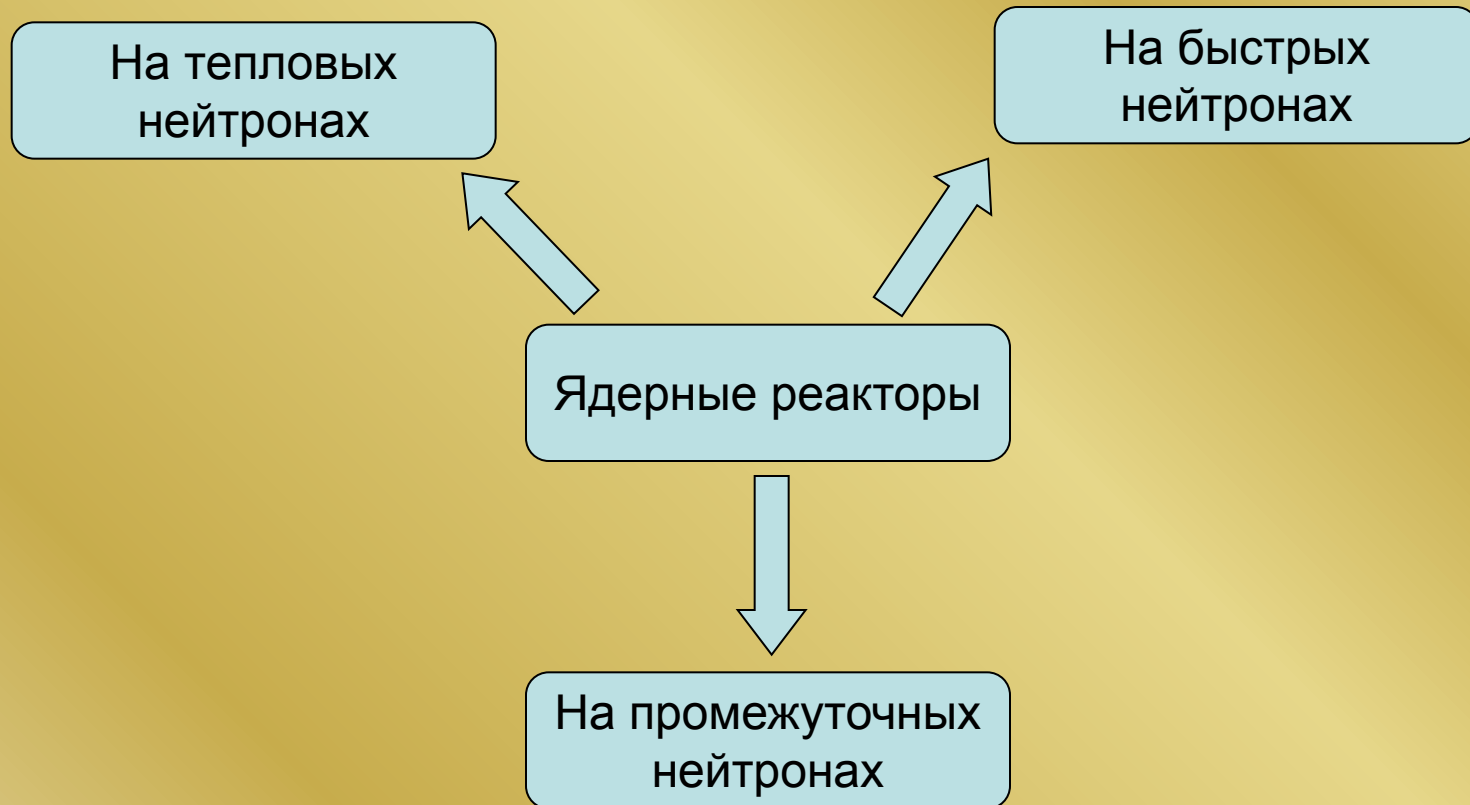 На тепловых
нейтронах
На быстрых
нейтронах
Ядерные реакторы
На промежуточных
нейтронах